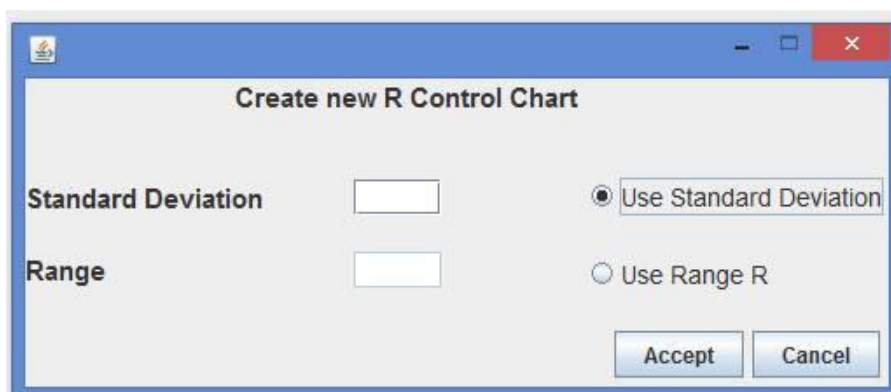 Create new R Control Chart
Standard Deviation Use Standard Deviation
Range Use Range R
Accept Cancel